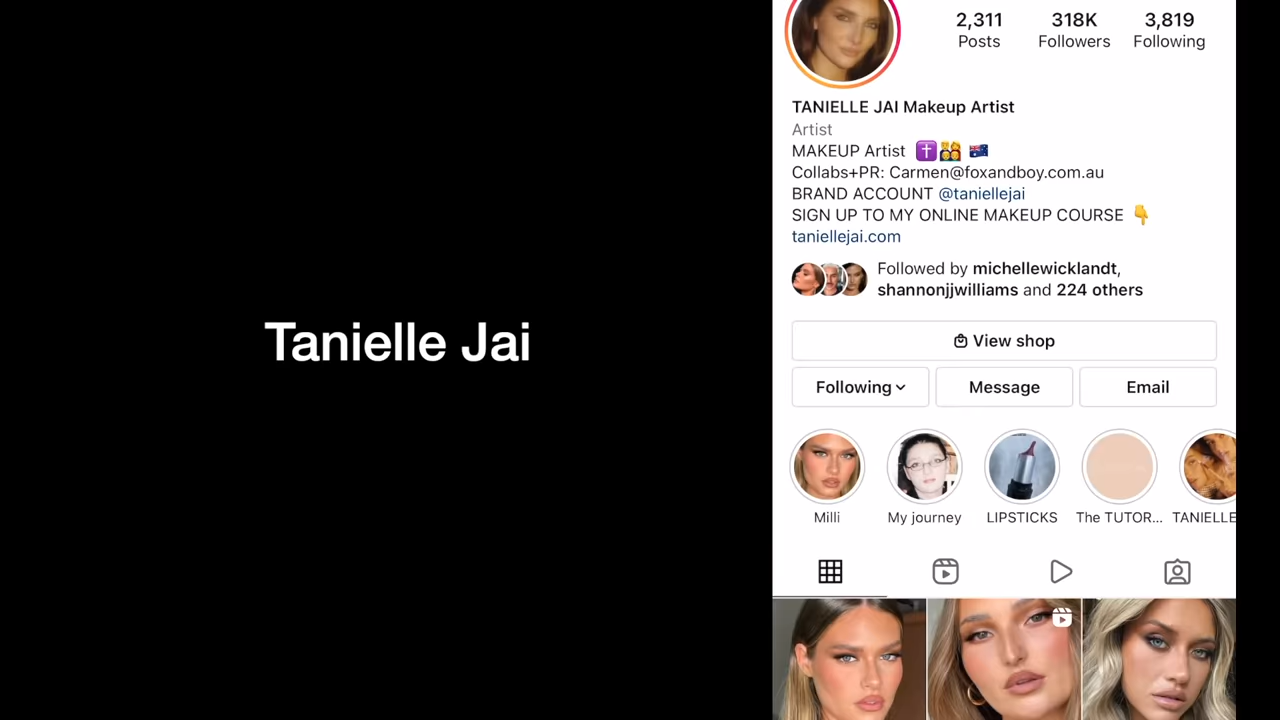 Tanielle Jai
2,311 3 18K 3,819
Posts Followers Following
TANIELLE JAI Makeup Artist
Artist
MAKEUP Artist ✝️👯 🇦🇺
Collabs+PR: Carmen@foxandboy.com.au
BRAND ACCOUNT @taniellejai
SIGN UP TO MY ONLINE MAKEUP COURSE 👇
taniellejai.com
Followed by michellewicklandt,
shannonjjwilliams and 224 others
View shop
Following Message Email
Milli My journey LIPSTICKS The TUTOR... TANIELLE